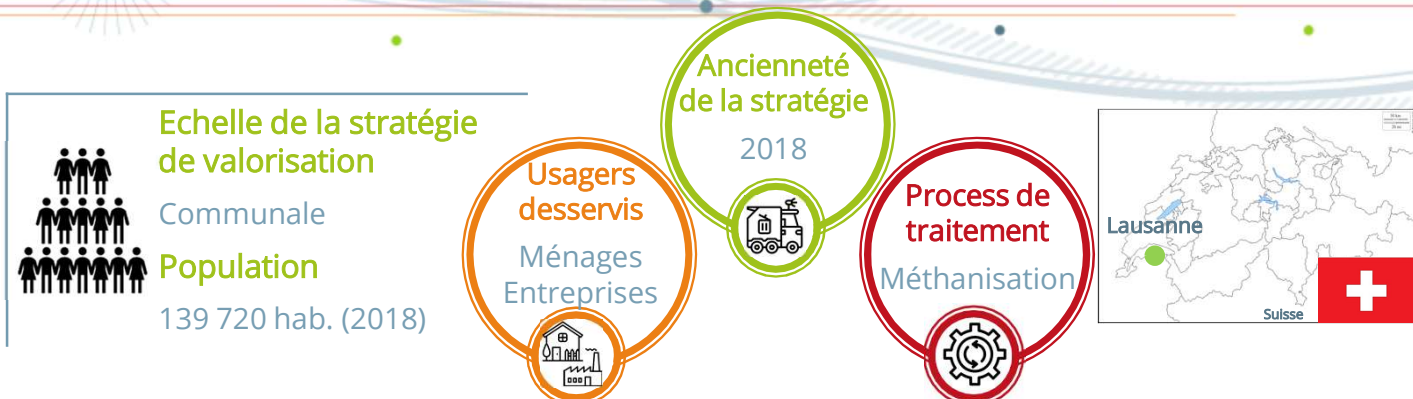 Echelle de la stratégie
de valorisation
Communale
Population
139 720 hab. (2018)
Usagers
desservis
Ménages
Entreprises
Ancienneté
de la stratégie
2018
Process de
traitement
Méthanisation
Lausanne
Suisse